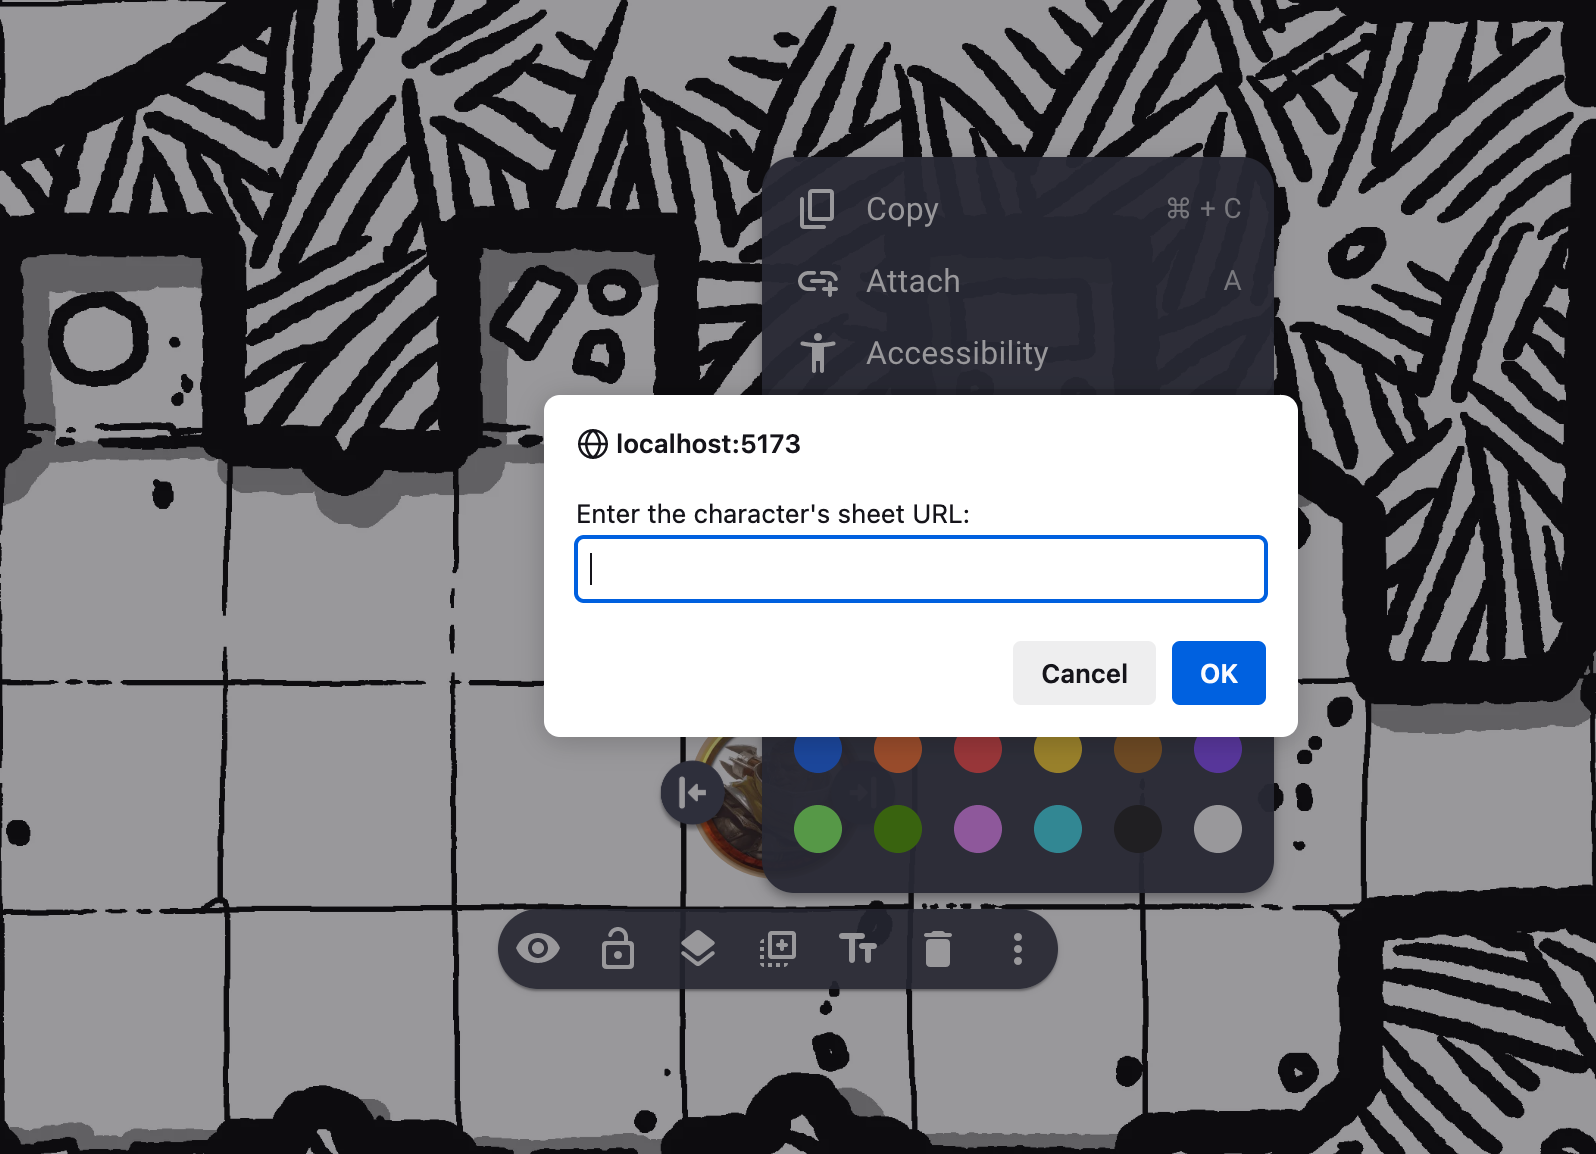 Copy ⌘ + C
Attach A
Accessibility
localhost:5173
Enter the character's sheet URL:
Cancel OK